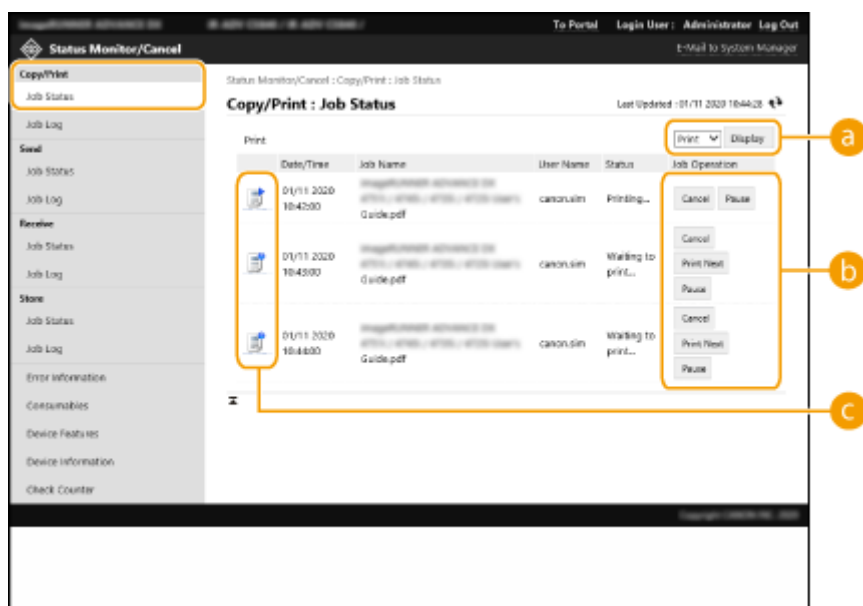 To Portal Login User : Administrator Log Out
Status Monitor/Cancel
E-Mail to System Manager
Copy/Print
Job Status
Job Log
Send
Job Status
Job Log
Receive
Job Status
Job Log
Store
Job Status
Job Log
Error Information
Consumables
Device Features
Device Information
Check Counter
Status Monitor/Cancel : Copy/Print : Job Status
Copy/Print : Job Status
Last Updated : 01/11 2020 10:44:28
Print
Print Display
Date/Time Job Name User Name Status Job Operation
01/11 2020 10:42:00 Guide.pdf canon.sim Printing... Cancel Pause
01/11 2020 10:43:00 Guide.pdf canon.sim Waiting to print... Cancel Print Next Pause
01/11 2020 10:44:00 Guide.pdf canon.sim Waiting to print... Cancel Print Next Pause
a
b
c